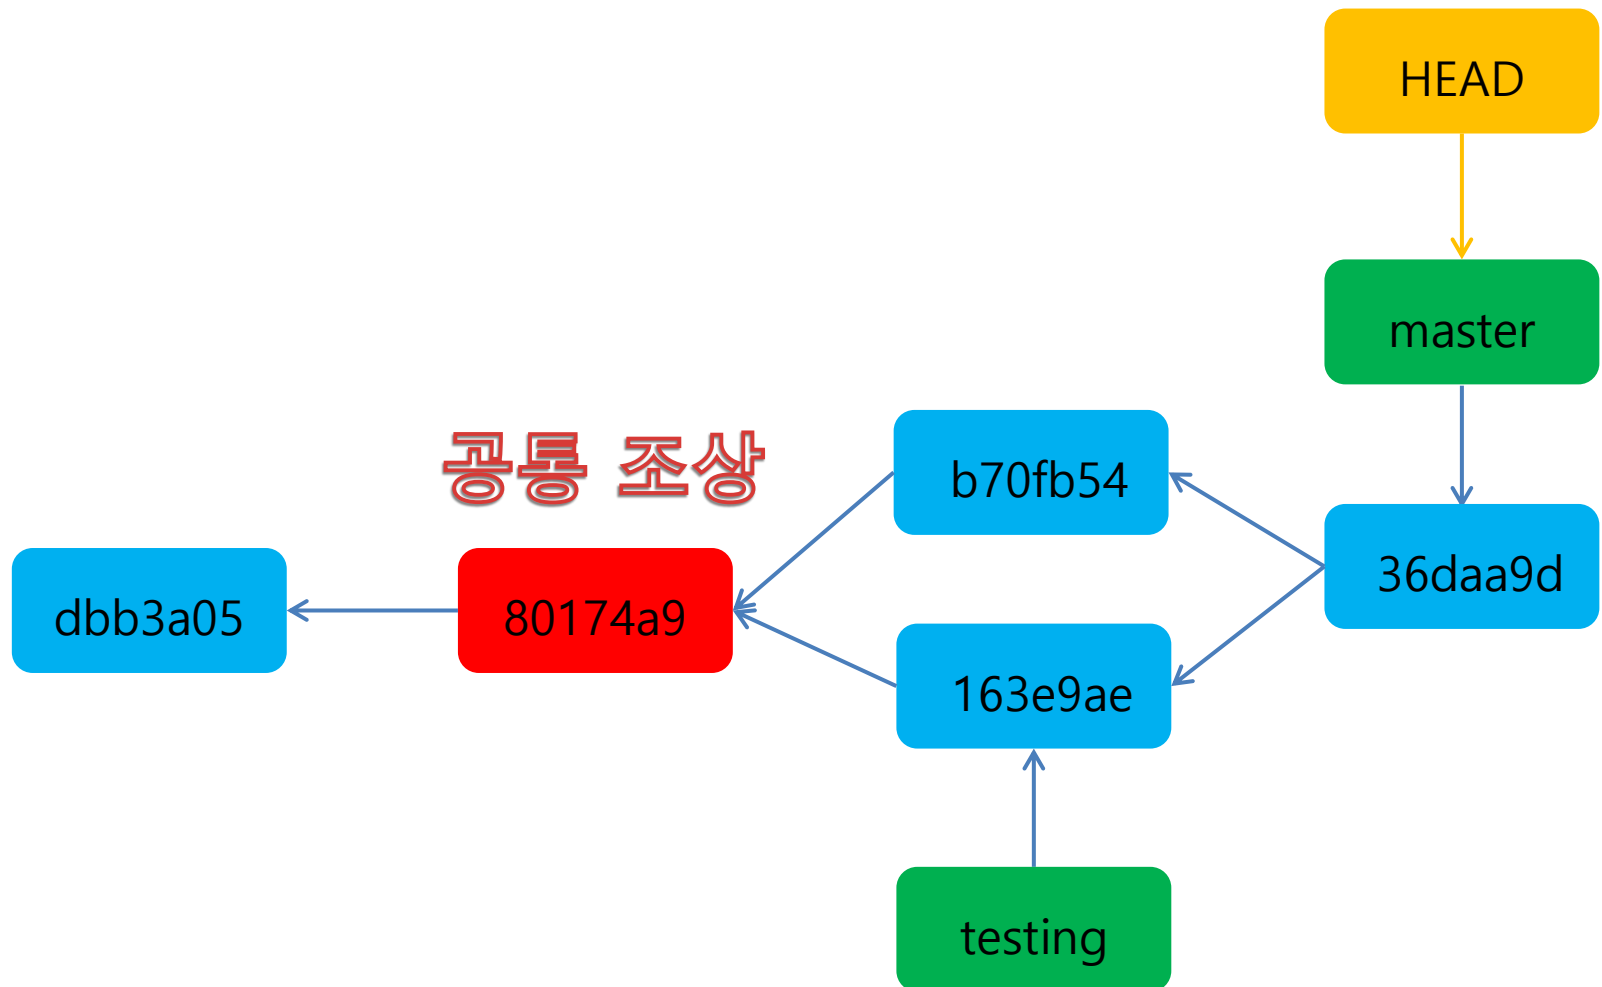 HEAD
master
공통 조상
b70fb54
36daa9d
dbb3a05
80174a9
163e9ae
testing